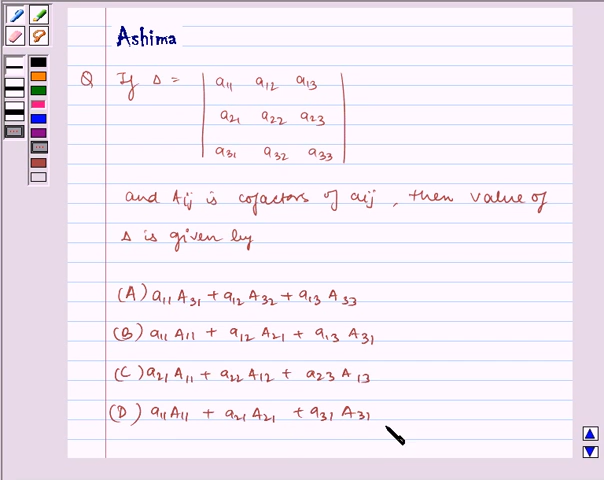 Ashima
Q If Δ = | a11 a12 a13 |
| a21 a22 a23 |
| a31 a32 a33 |
and Aij is cofactors of aij, then value of
Δ is given by
(A) a11 A31 + a12 A32 + a13 A33
(B) a11 A11 + a12 A21 + a13 A31
(C) a21 A11 + a22 A12 + a23 A13
(D) a11 A11 + a21 A21 + a31 A31